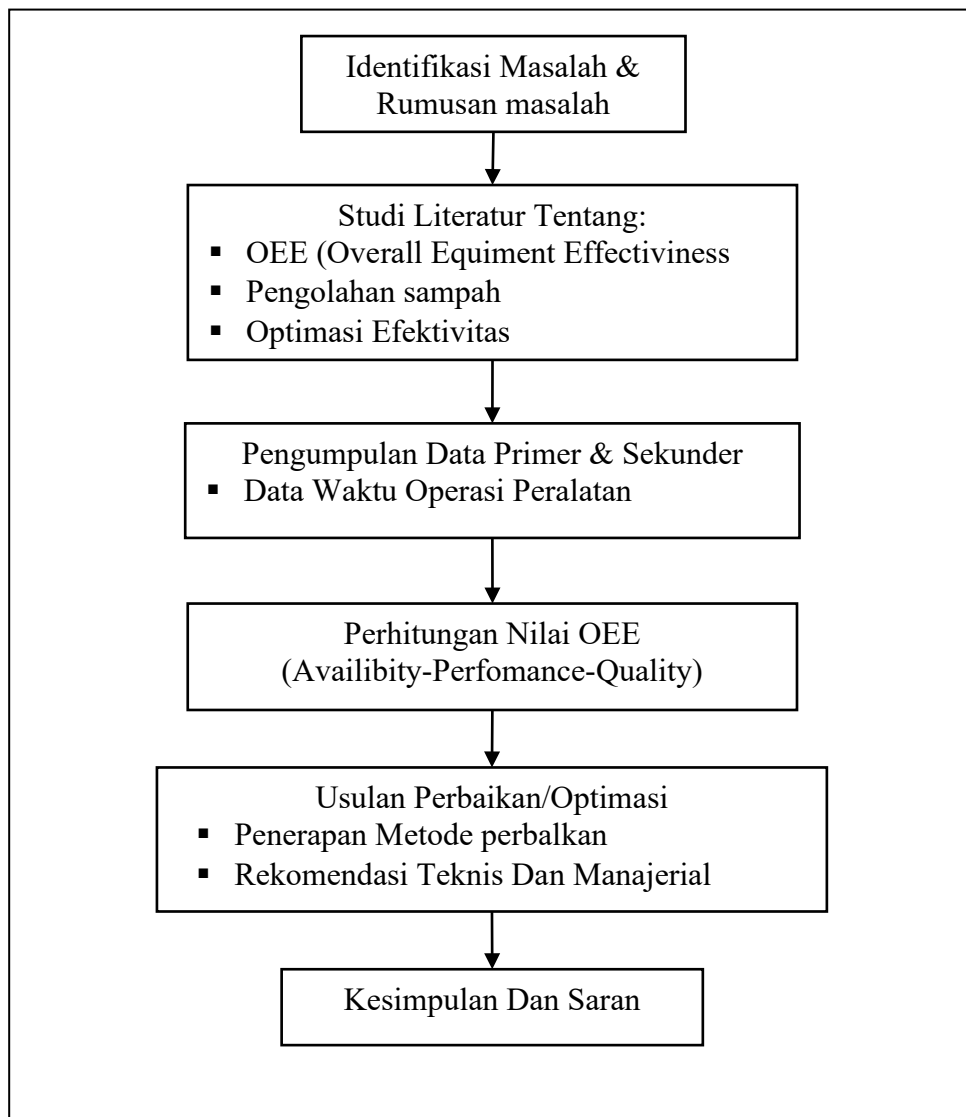 Identifikasi Masalah &
Rumusan masalah
Studi Literatur Tentang:
▪ OEE (Overall Equiment Effectiviness
▪ Pengolahan sampah
▪ Optimasi Efektivitas
Pengumpulan Data Primer & Sekunder
▪ Data Waktu Operasi Peralatan
Perhitungan Nilai OEE
(Availibity-Perfomance-Quality)
Usulan Perbaikan/Optimasi
▪ Penerapan Metode perbalkan
▪ Rekomendasi Teknis Dan Manajerial
Kesimpulan Dan Saran